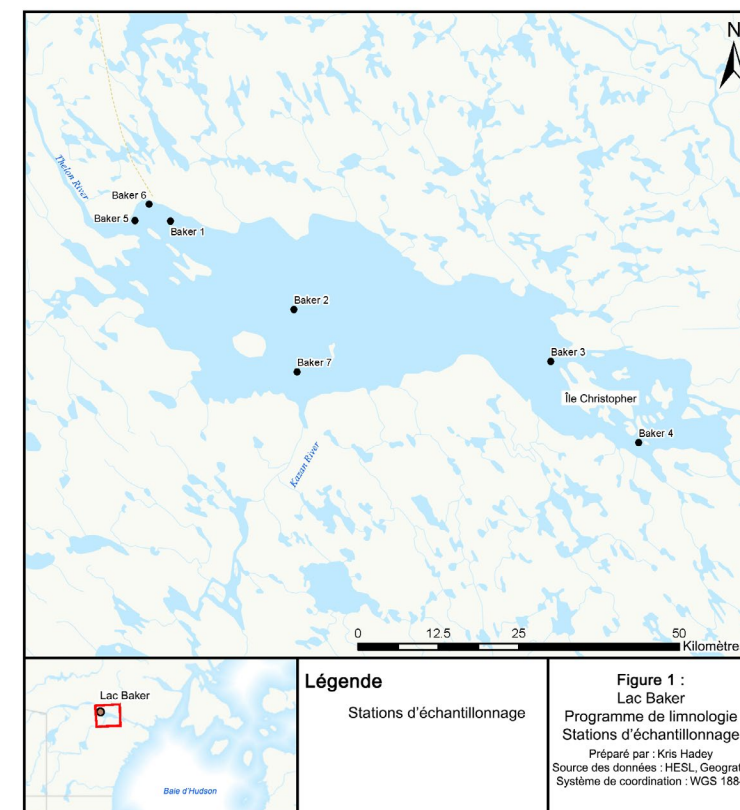 N
Thelon River
Baker 6
Baker 5
Baker 1
Baker 2
Baker 7
Baker 3
Île Christopher
Baker 4
Kazan River
0 12.5 25 50
Kilomètre
Lac Baker
Baie d'Hudson
Légende
Stations d'échantillonnage
Figure 1 :
Lac Baker
Programme de limnologie
Stations d'échantillonnage
Préparé par : Kris Hadey
Source des données : HESL, Geograt
Système de coordination : WGS 188